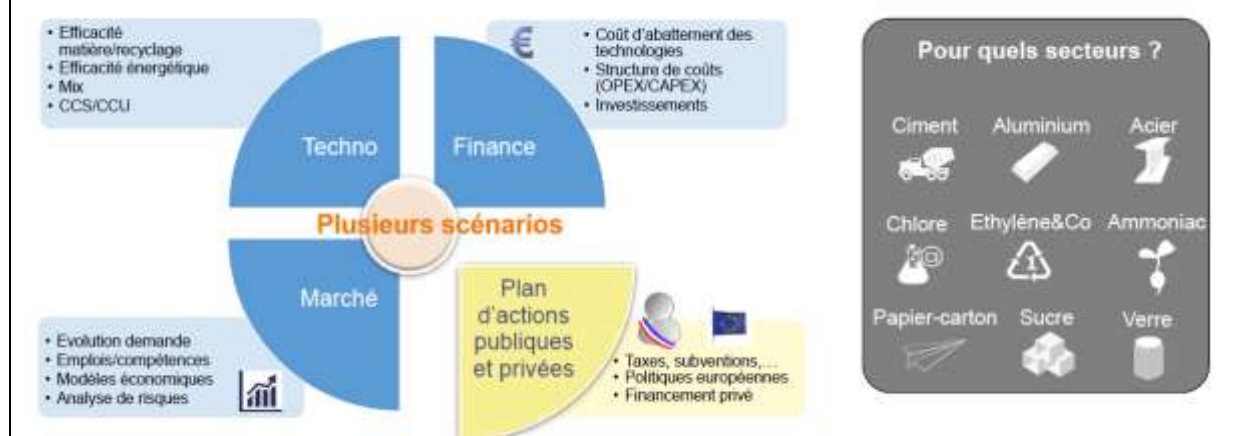 • Efficacité
matière/recyclage
• Efficacité énergétique
• Mix
• CCS/CCU
€
• Coût d'abattement des
technologies
• Structure de coûts
(OPEX/CAPEX)
• Investissements
Techno
Finance
Plusieurs scénarios
Marché
Plan
d'actions
publiques
et privées
• Evolution demande
• Emplois/compétences
• Modèles économiques
• Analyse de risques
• Taxes, subventions,…
• Politiques européennes
• Financement privé
Pour quels secteurs ?
Ciment
Aluminium
Acier
Chlore
Ethylène&Co
Ammoniac
1
Papier-carton
Sucre
Verre